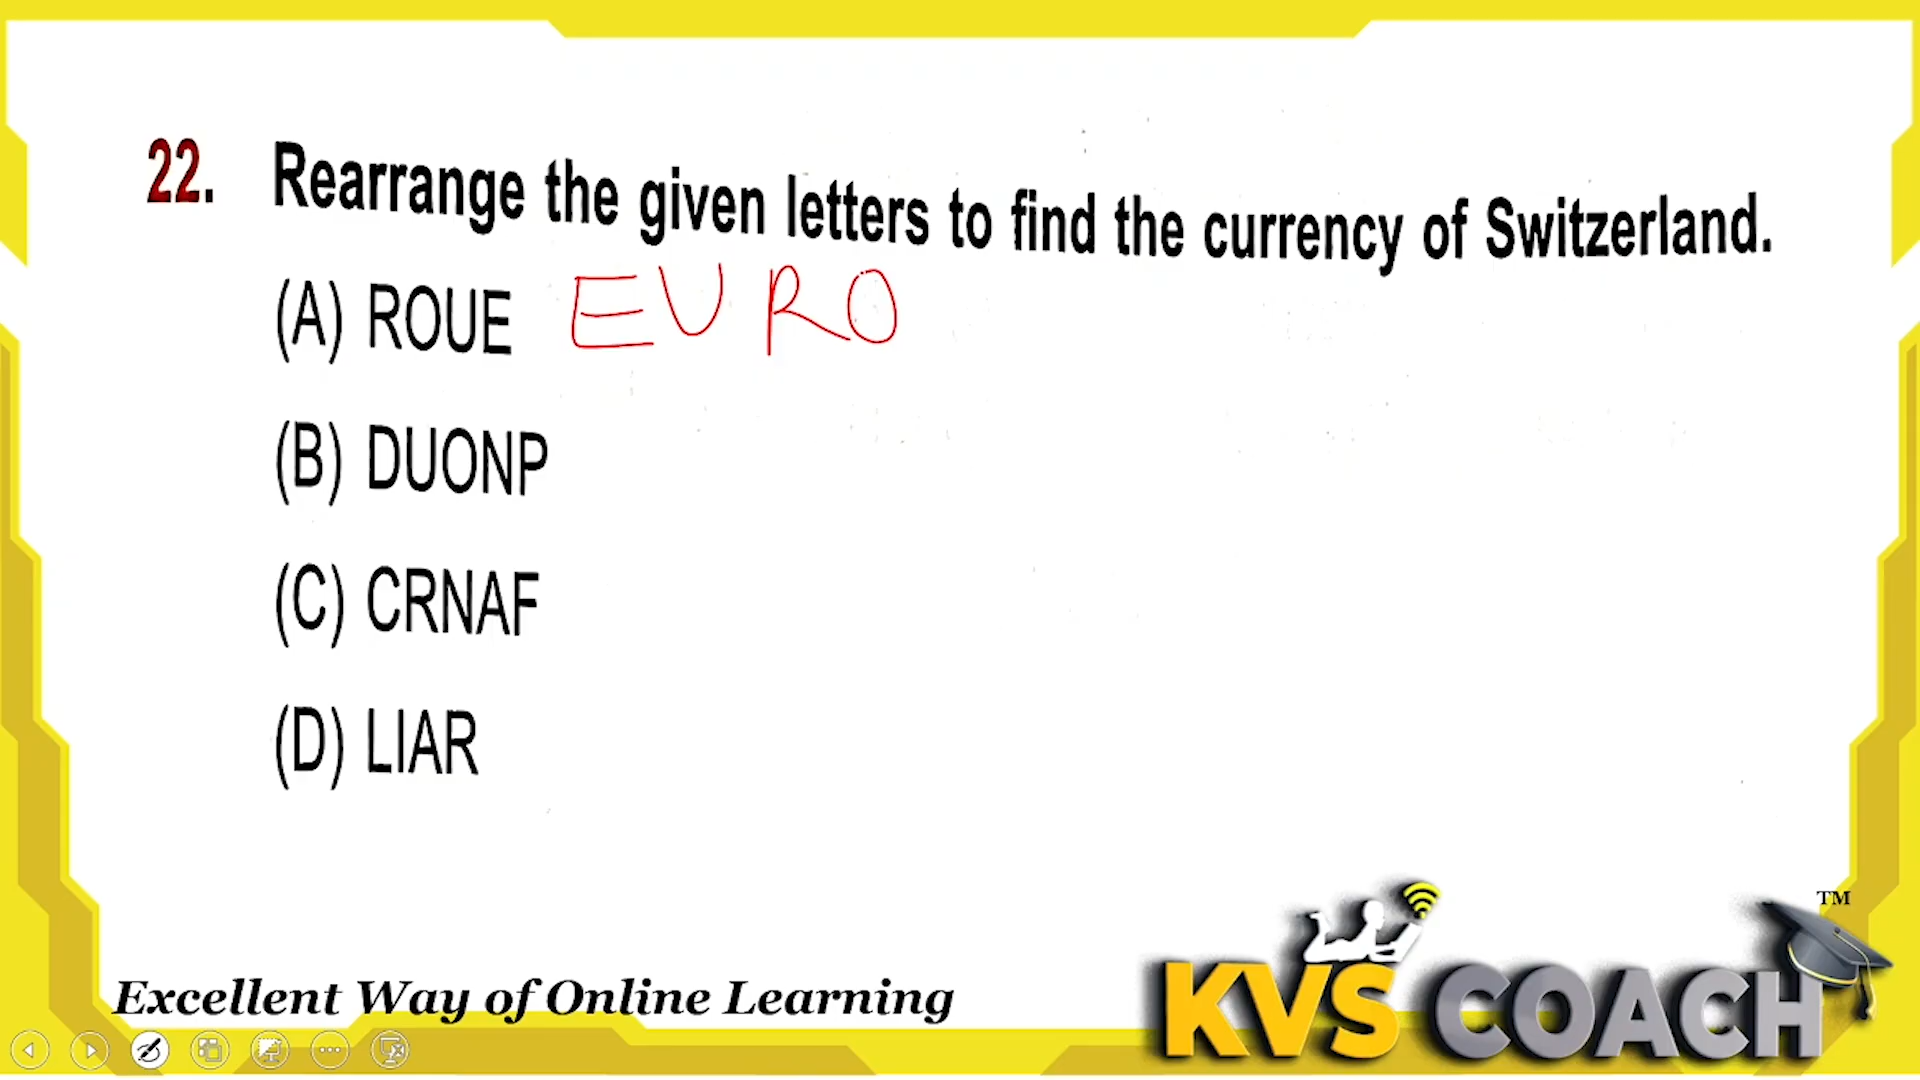 22. Rearrange the given letters to find the currency of Switzerland.
(A) ROUE EURO
(B) DUONP
(C) CRNAF
(D) LIAR
TM
KVS COACH
Excellent Way of Online Learning